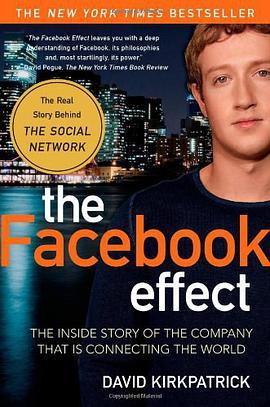 THE NEW YORK TIMES BESTSELLER
The Facebook Effect leaves you with a deep
understanding of Facebook, its philosophies
and, most startlingly, its power."
David Pogue, The New York Times Book Review
The Real
Story Behind
THE SOCIAL
NETWORK
the
Facebook
effect
THE INSIDE STORY OF THE COMPANY
THAT IS CONNECTING THE WORLD
DAVID KIRKPATRICK